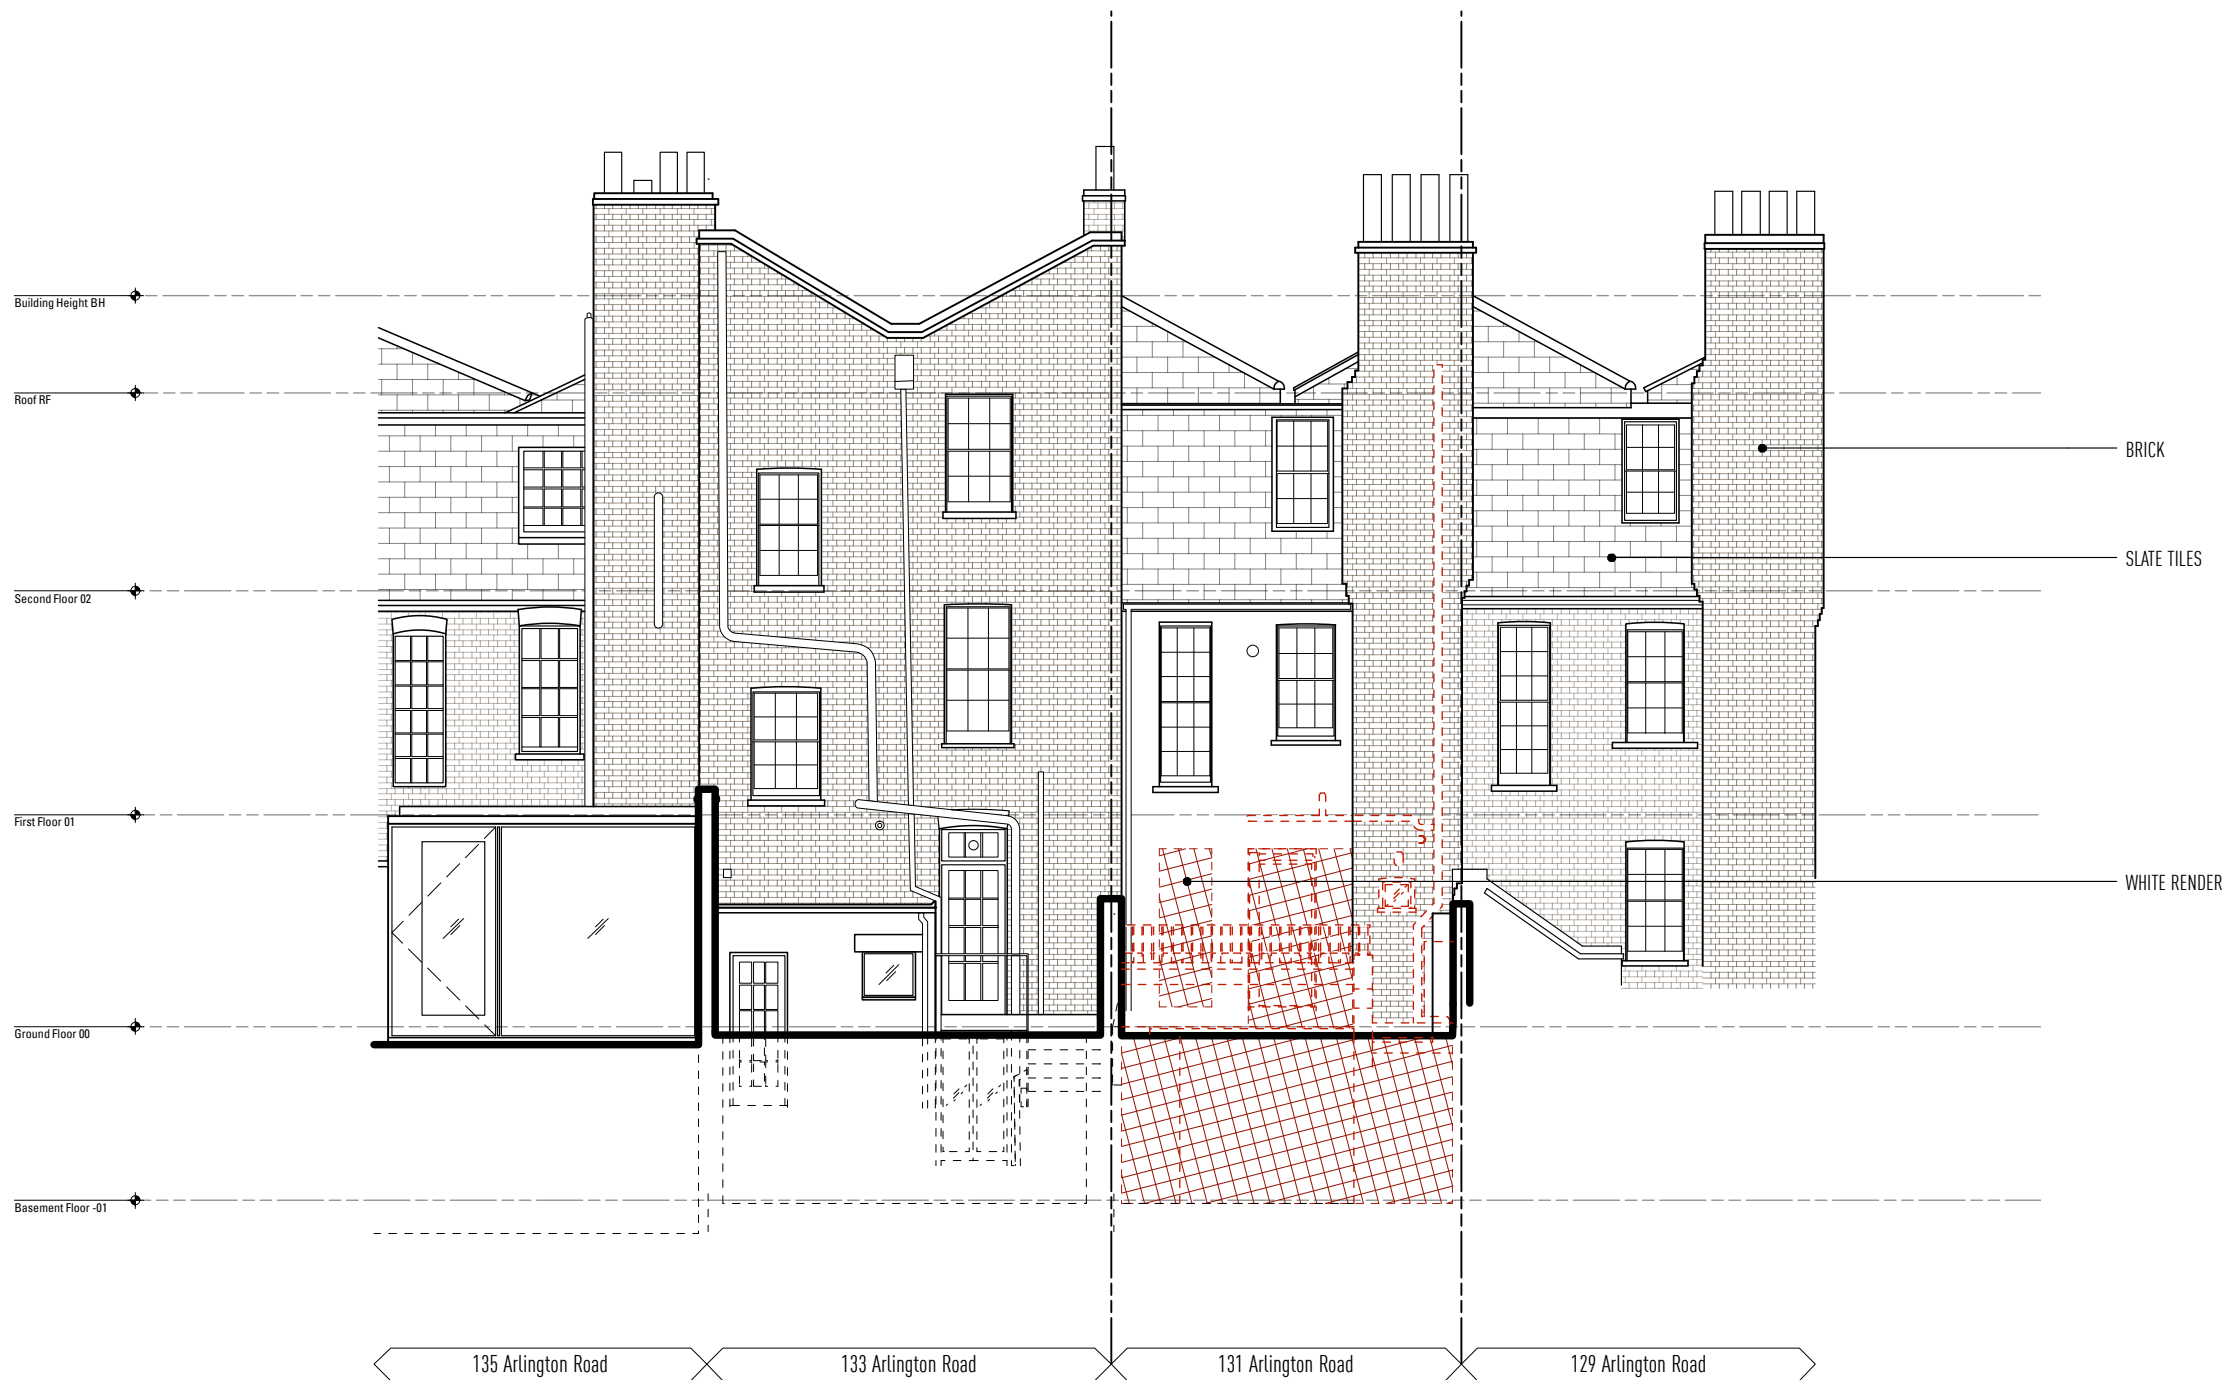 Building Height BH
Roof RF
BRICK
SLATE TILES
Second Floor 02
First Floor 01
WHITE RENDER
Ground Floor 00
Basement Floor -01
135 Arlington Road
133 Arlington Road
131 Arlington Road
129 Arlington Road